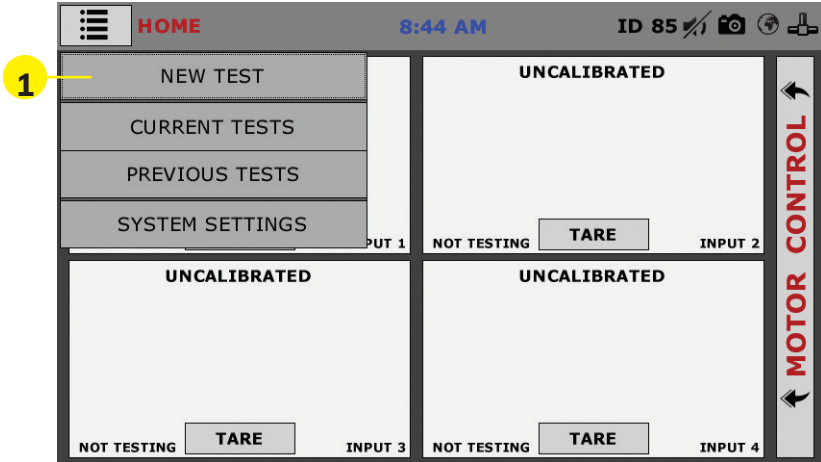 HOME 8:44 AM ID 85
1
NEW TEST
CURRENT TESTS
PREVIOUS TESTS
SYSTEM SETTINGS
PUT 1
UNCALIBRATED
NOT TESTING TARE INPUT 2
UNCALIBRATED
NOT TESTING TARE INPUT 3
UNCALIBRATED
NOT TESTING TARE INPUT 4
MOTOR CONTROL